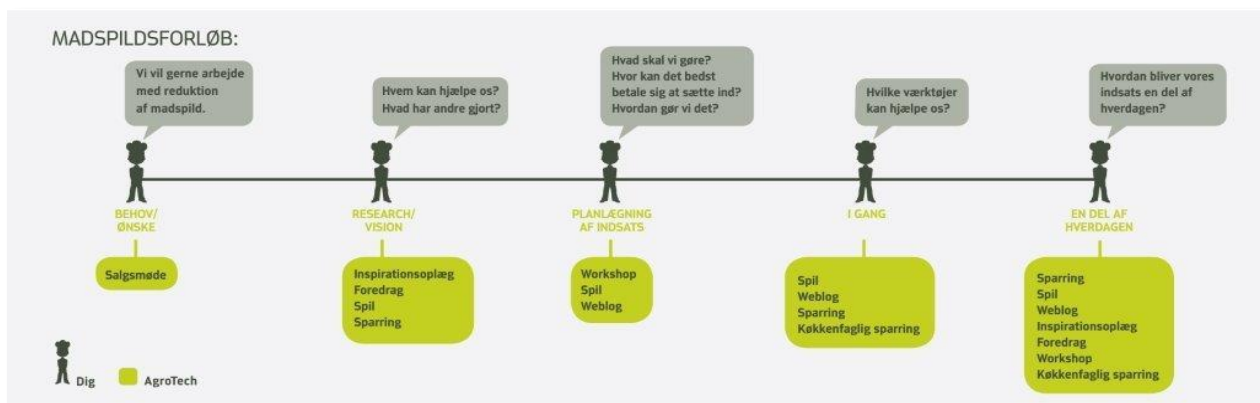 MADSPILDSFORLØB:
Vi vil gerne arbejde
med reduktion
af madspild.
Hvem kan hjælpe os?
Hvad har andre gjort?
Hvad skal vi gøre?
Hvor kan det bedst
betale sig at sætte ind?
Hvordan gør vi det?
Hvilke værktøjer
kan hjælpe os?
Hvordan bliver vores
indsats en del af
hverdagen?
BEHOV/
ØNSKE
RESEARCH/
VISION
PLANLÆGNING
AF INDSATS
I GANG
EN DEL AF
HVERDAGEN
Salgsmøde
Inspirationsoplæg
Foredrag
Spil
Sparring
Workshop
Spil
Weblog
Spil
Weblog
Sparring
Køkkenfaglig sparring
Sparring
Spil
Weblog
Inspirationsoplæg
Foredrag
Workshop
Køkkenfaglig sparring
Dig
AgroTech